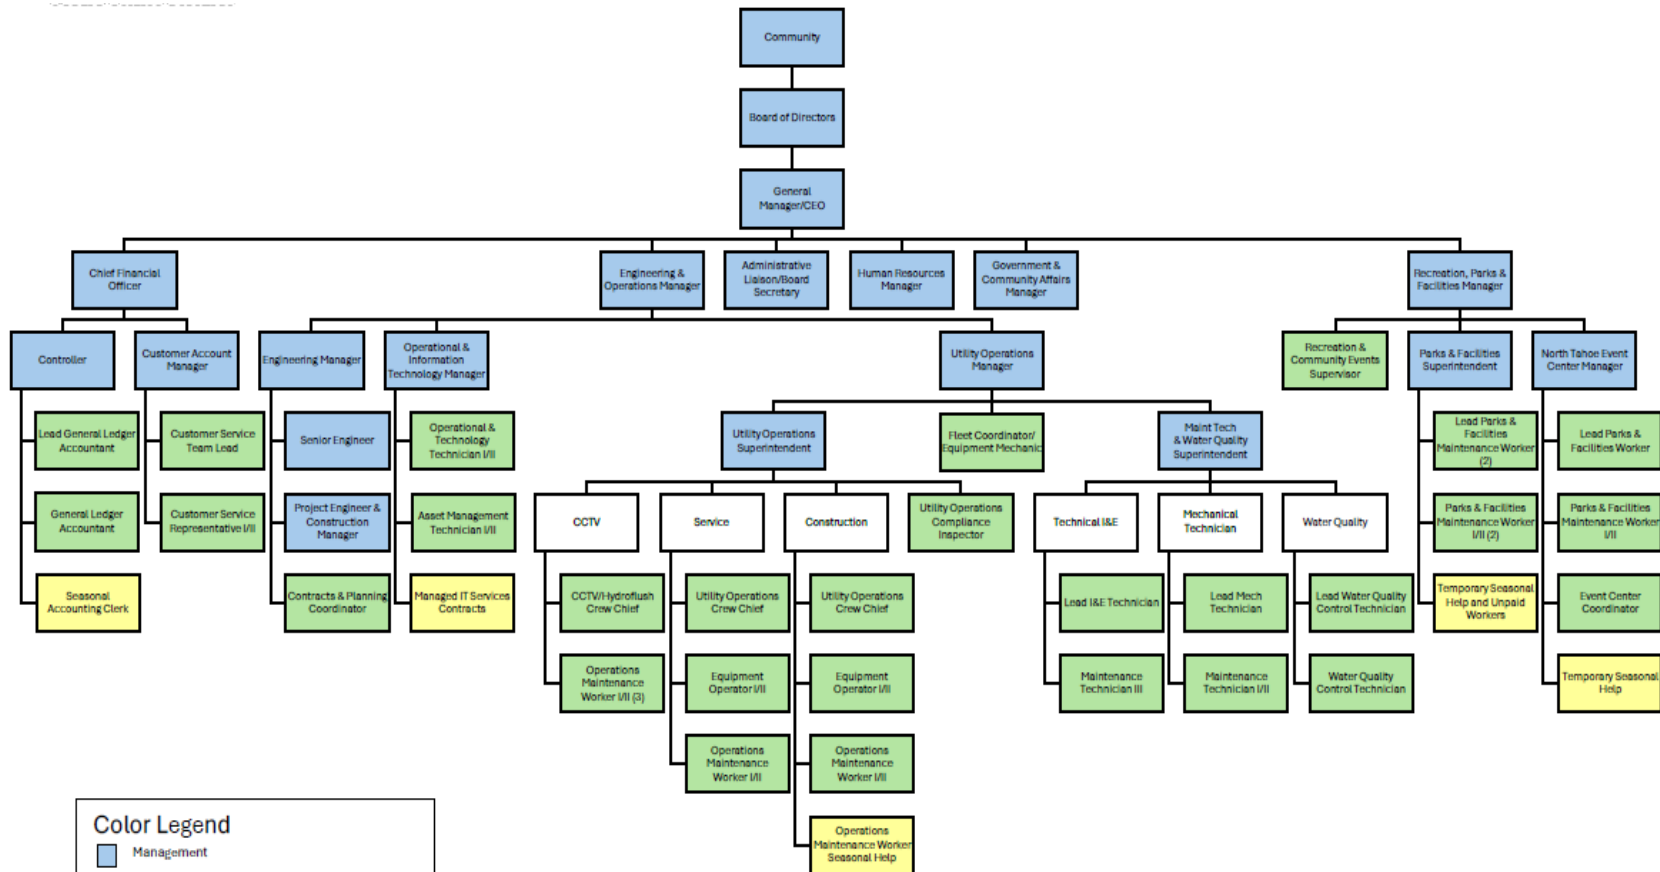 Community
Board of Directors
General
Manager/CEO
Chief Financial
Officer
Engineering &
Operations Manager
Administrative
Liaison/Board
Secretary
Human Resources
Manager
Government &
Community Affairs
Manager
Recreation, Parks &
Facilities Manager
Controller
Customer Account
Manager
Engineering Manager
Operational &
Information
Technology Manager
Utility Operations
Manager
Recreation &
Community Events
Supervisor
Parks & Facilities
Superintendent
North Tahoe Event
Center Manager
Lead General Ledger
Accountant
Customer Service
Team Lead
Senior Engineer
Operational &
Technology
Technician I/II
Utility Operations
Superintendent
Fleet Coordinator/
Equipment Mechanic
Maint Tech
& Water Quality
Superintendent
Lead Parks &
Facilities
Maintenance Worker
(2)
Lead Parks &
Facilities Worker
General Ledger
Accountant
Customer Service
Representative I/II
Project Engineer &
Construction
Manager
Asset Management
Technician I/II
CCTV
Service
Construction
Utility Operations
Compliance
Inspector
Technical I&E
Mechanical
Technician
Water Quality
Parks & Facilities
Maintenance Worker
I/II (2)
Parks & Facilities
Maintenance Worker
I/II
Seasonal
Accounting Clerk
Contracts & Planning
Coordinator
Managed IT Services
Contracts
CCTV/Hydroflush
Crew Chief
Utility Operations
Crew Chief
Utility Operations
Crew Chief
Lead I&E Technician
Lead Mech
Technician
Lead Water Quality
Control Technician
Temporary Seasonal
Help and Unpaid
Workers
Event Center
Coordinator
Operations
Maintenance
Worker I/II (3)
Equipment
Operator I/II
Equipment
Operator I/II
Maintenance
Technician III
Maintenance
Technician I/II
Water Quality
Control Technician
Temporary Seasonal
Help
Operations
Maintenance
Worker I/II
Operations
Maintenance
Worker I/II
Operations
Maintenance Worker
Seasonal Help
Color Legend
Management